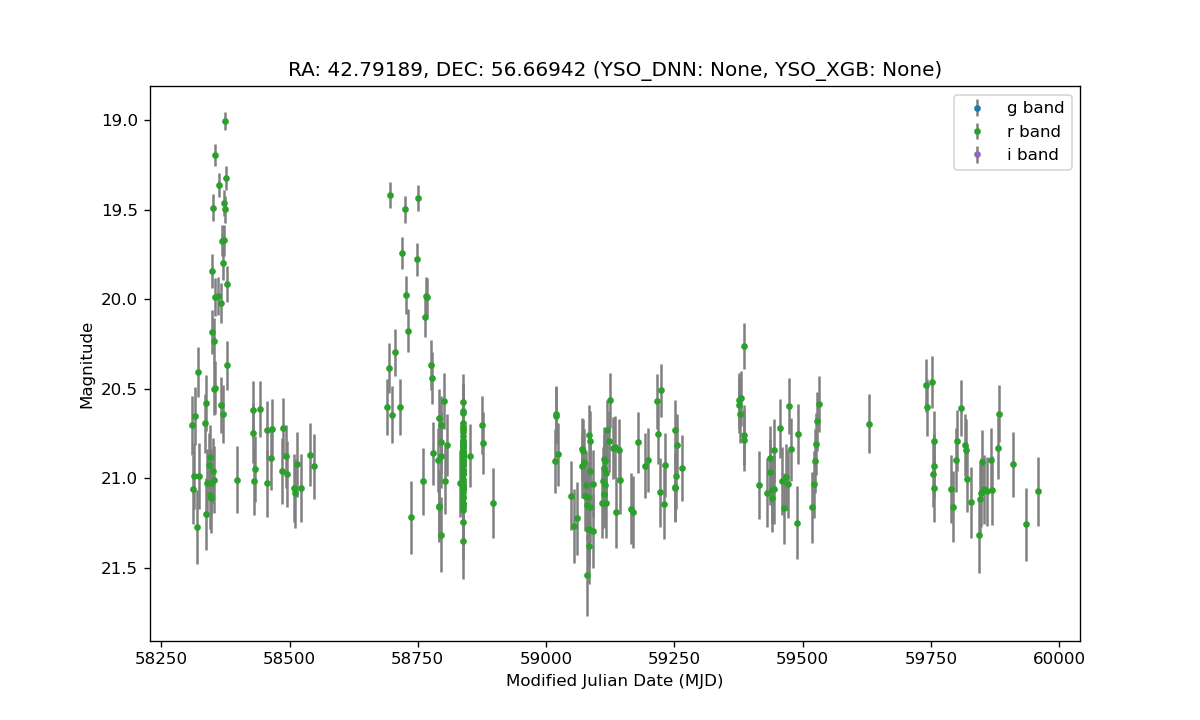 RA: 42.79189, DEC: 56.66942 (YSO_DNN: None, YSO_XGB: None)
g band
r band
i band
19.0
19.5
20.0
20.5
21.0
21.5
Magnitude
58250 58500 58750 59000 59250 59500 59750 60000
Modified Julian Date (MJD)